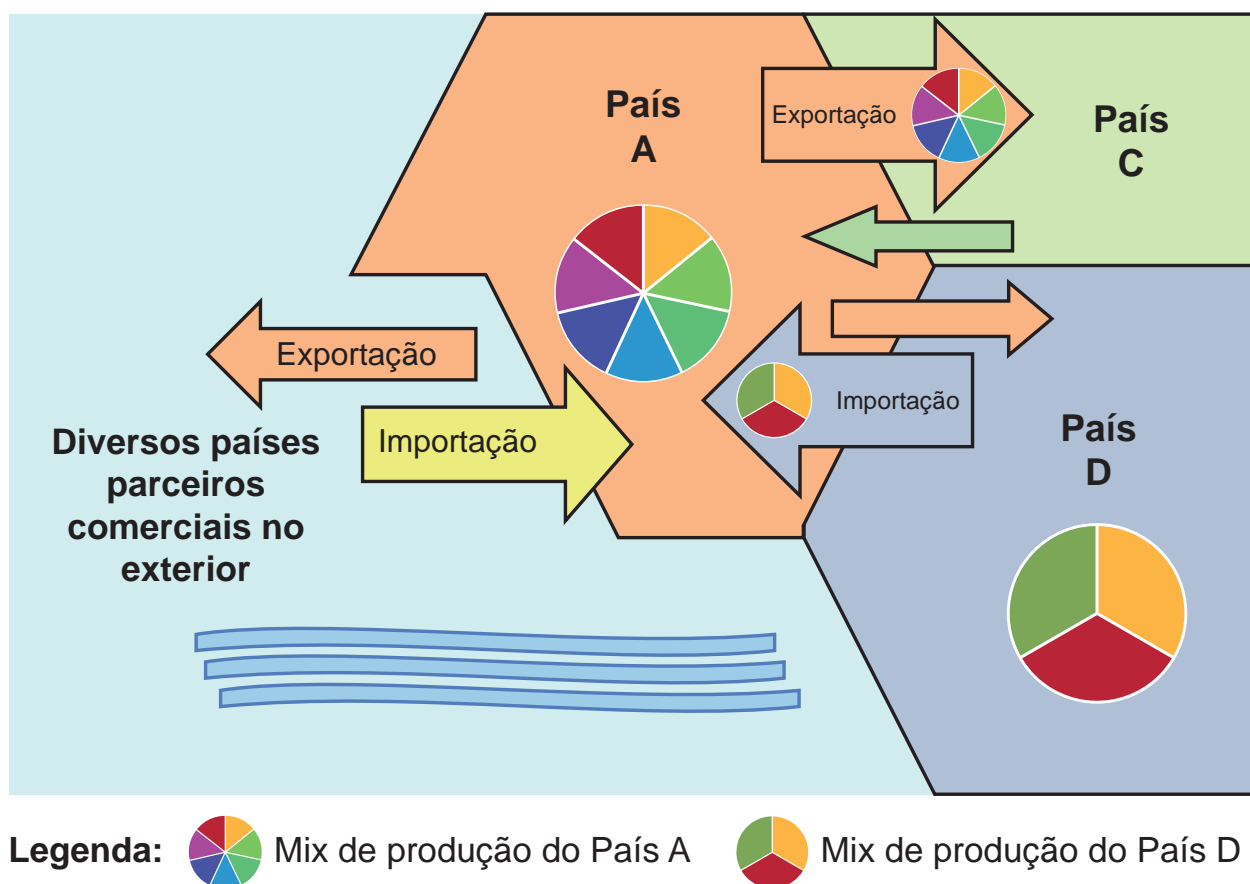 País
A
Exportação
País
C
Exportação
Importação
Importação
Diversos países
parceiros
comerciais no
exterior
País
D
Legenda: Mix de produção do País A Mix de produção do País D